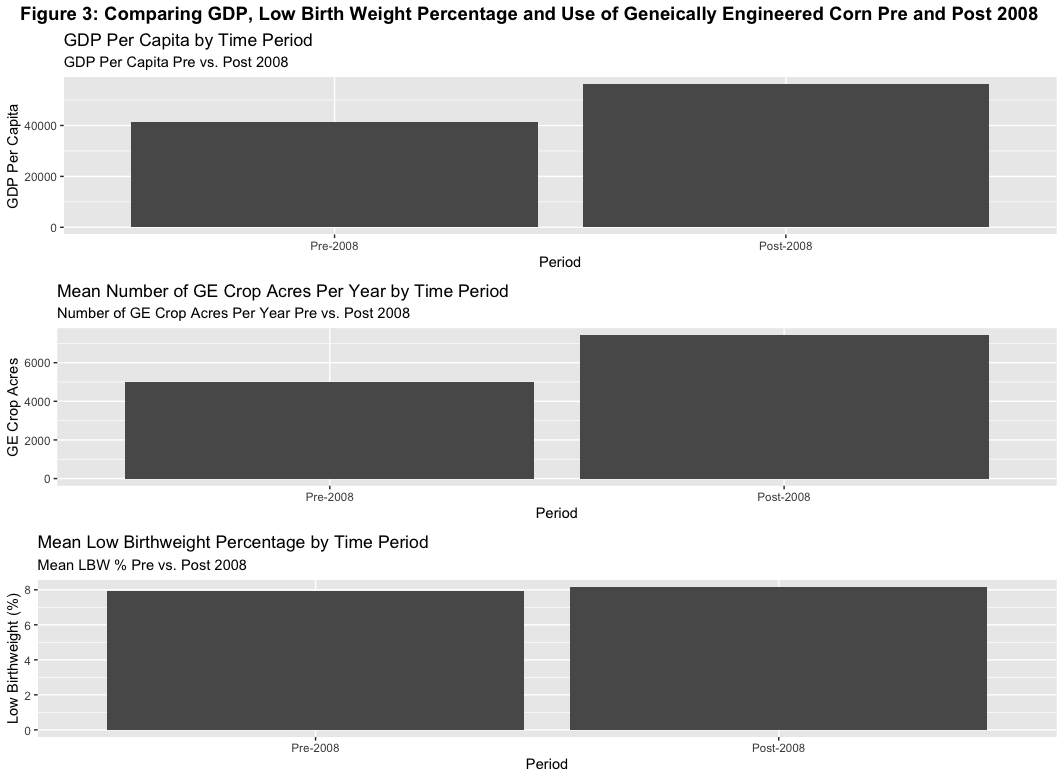 Figure 3: Comparing GDP, Low Birth Weight Percentage and Use of Geneically Engineered Corn Pre and Post 2008
GDP Per Capita by Time Period
GDP Per Capita Pre vs. Post 2008
GDP Per Capita
40000
20000
0
Pre-2008
Post-2008
Period
Mean Number of GE Crop Acres Per Year by Time Period
Number of GE Crop Acres Per Year Pre vs. Post 2008
GE Crop Acres
6000
4000
2000
0
Pre-2008
Post-2008
Period
Mean Low Birthweight Percentage by Time Period
Mean LBW % Pre vs. Post 2008
Low Birthweight (%)
8
6
4
2
0
Pre-2008
Post-2008
Period